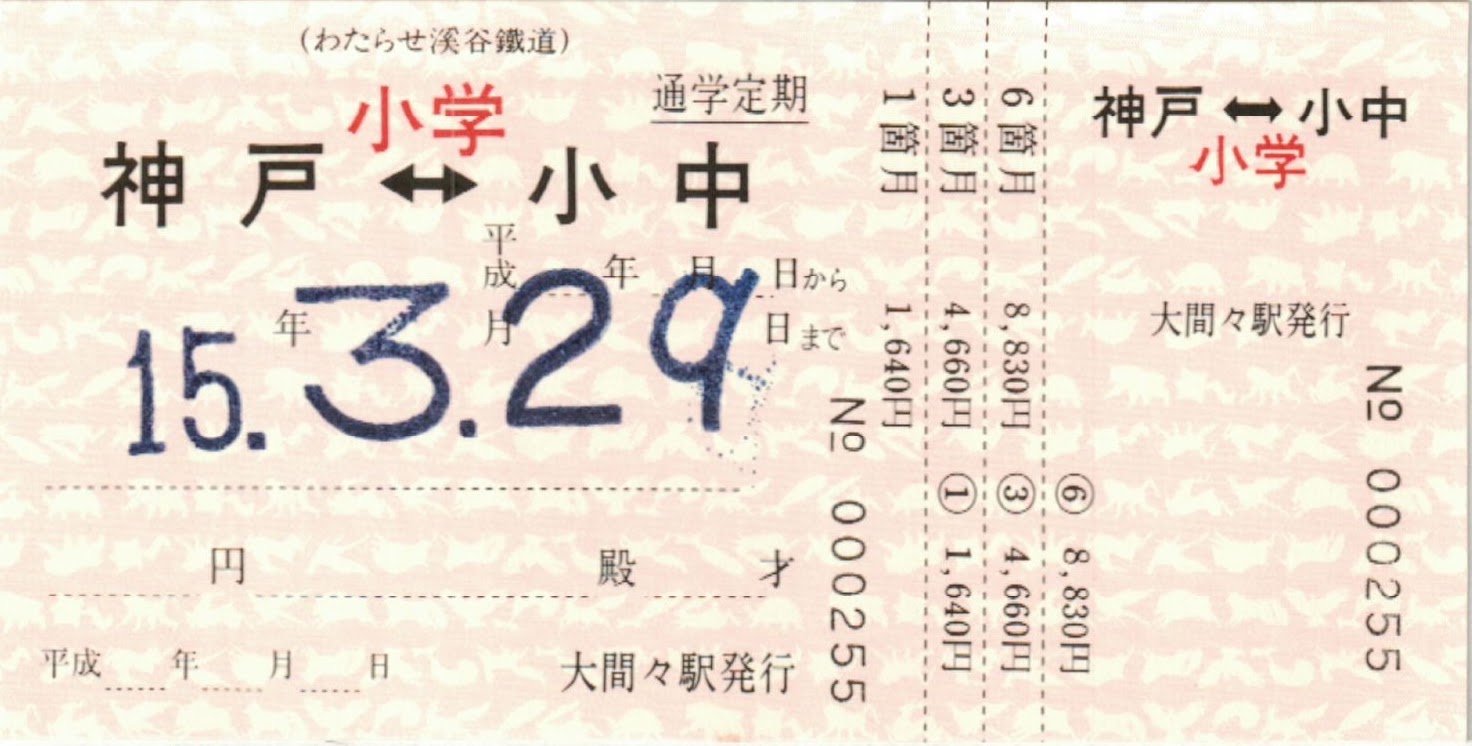 (わたらせ溪谷鐵道)
小学
通学定期
神戸↔小中
平成 年 月 日から
年 月 日まで
15.3.29
円 殿 才
平成 年 月 日
大間々駅発行
No 000255
1箇月 1,640円
3箇月 4,660円 ① 1,640円
6箇月 8,830円 ③ 4,660円
⑥ 8,830円
神戸↔小中
小学
大間々駅発行
No 000255